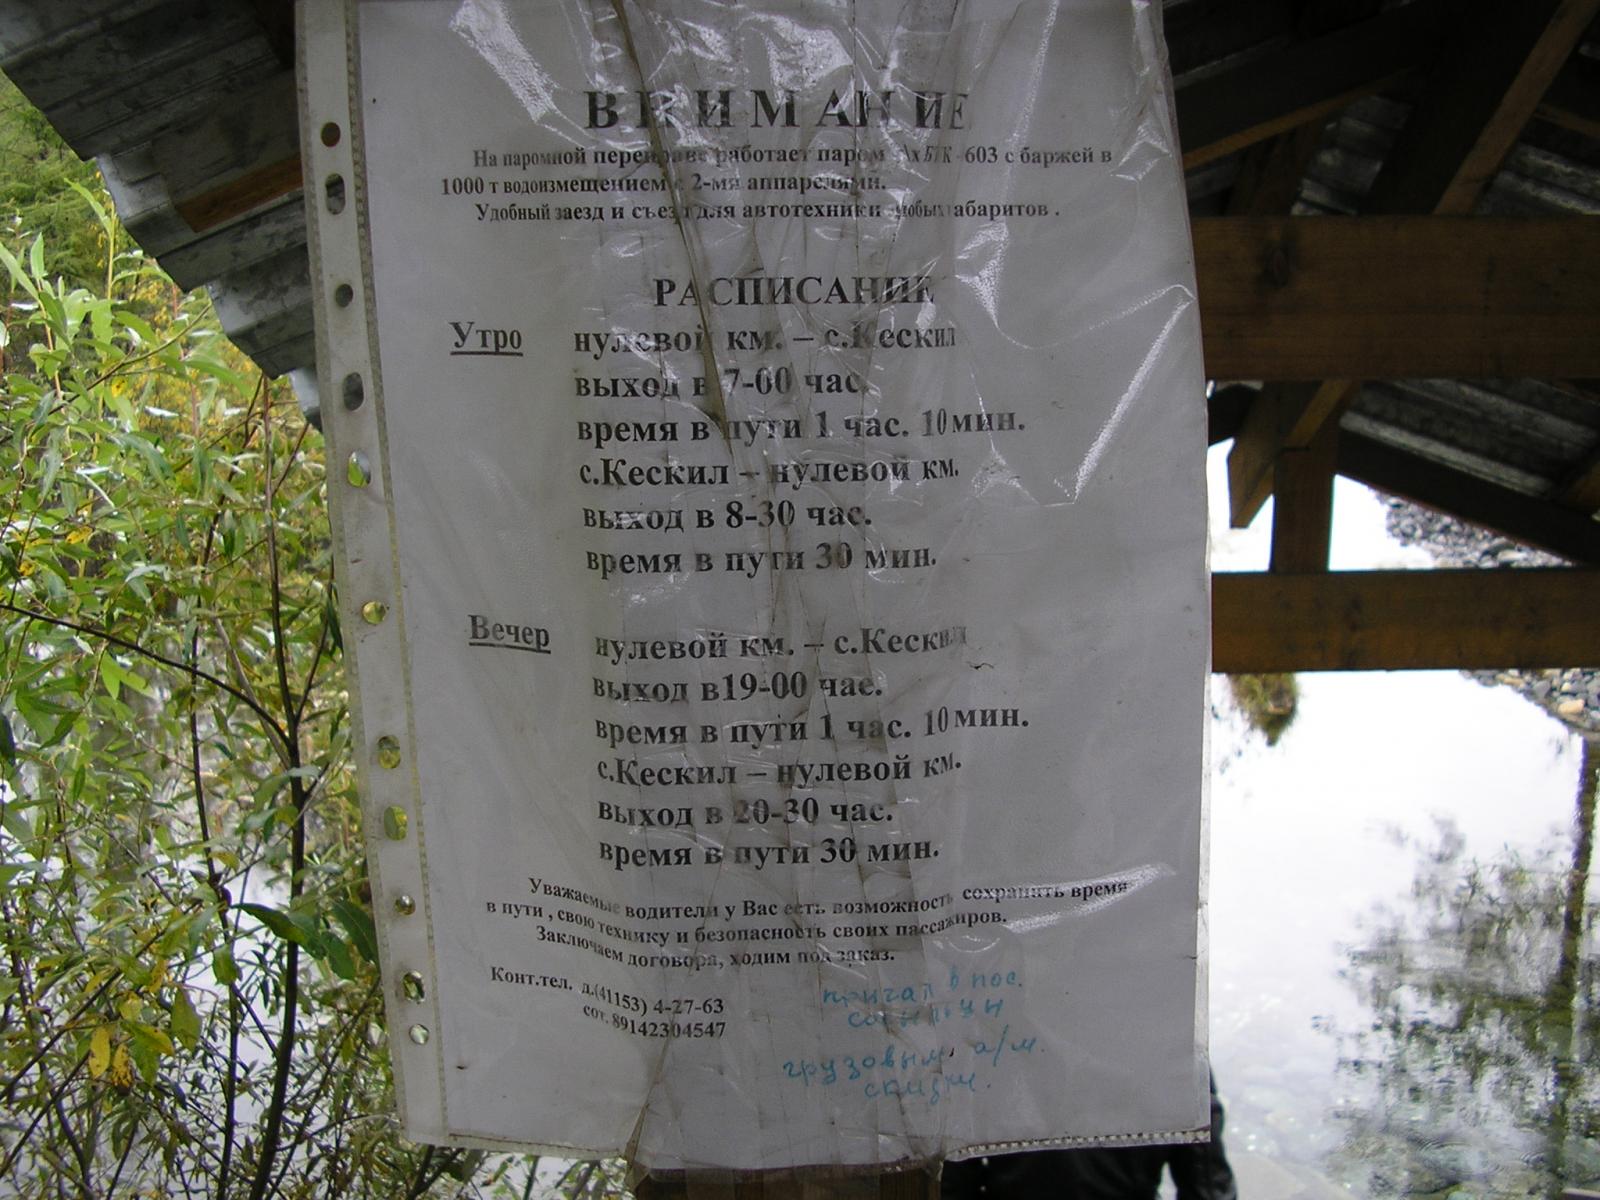 ВНИМАНИЕ
На паромной переправе работает паром 603 с баржей в
1000 т водоизмещением с 2-мя аппарелями.
Удобный заезд и съезд для автотехники любых габаритов .
РАСПИСАНИЕ
Утро нулевой км. – с.Кескил
выход в 7-00 час.
время в пути 1 час. 10 мин.
с.Кескил – нулевой км.
выход в 8-30 час.
время в пути 30 мин.
Вечер нулевой км. – с.Кескил
выход в19-00 час.
время в пути 1 час. 10 мин.
с.Кескил – нулевой км.
выход в 20-30 час.
время в пути 30 мин.
Уважаемые водители у Вас есть возможность сохранить время
в пути , свою технику и безопасность своих пассажиров.
Заключаем договора, ходим под заказ.
Конт.тел. д.(41153) 4-27-63
сот. 89142304547
причал в пос.
грузовым а/м.
скидки.